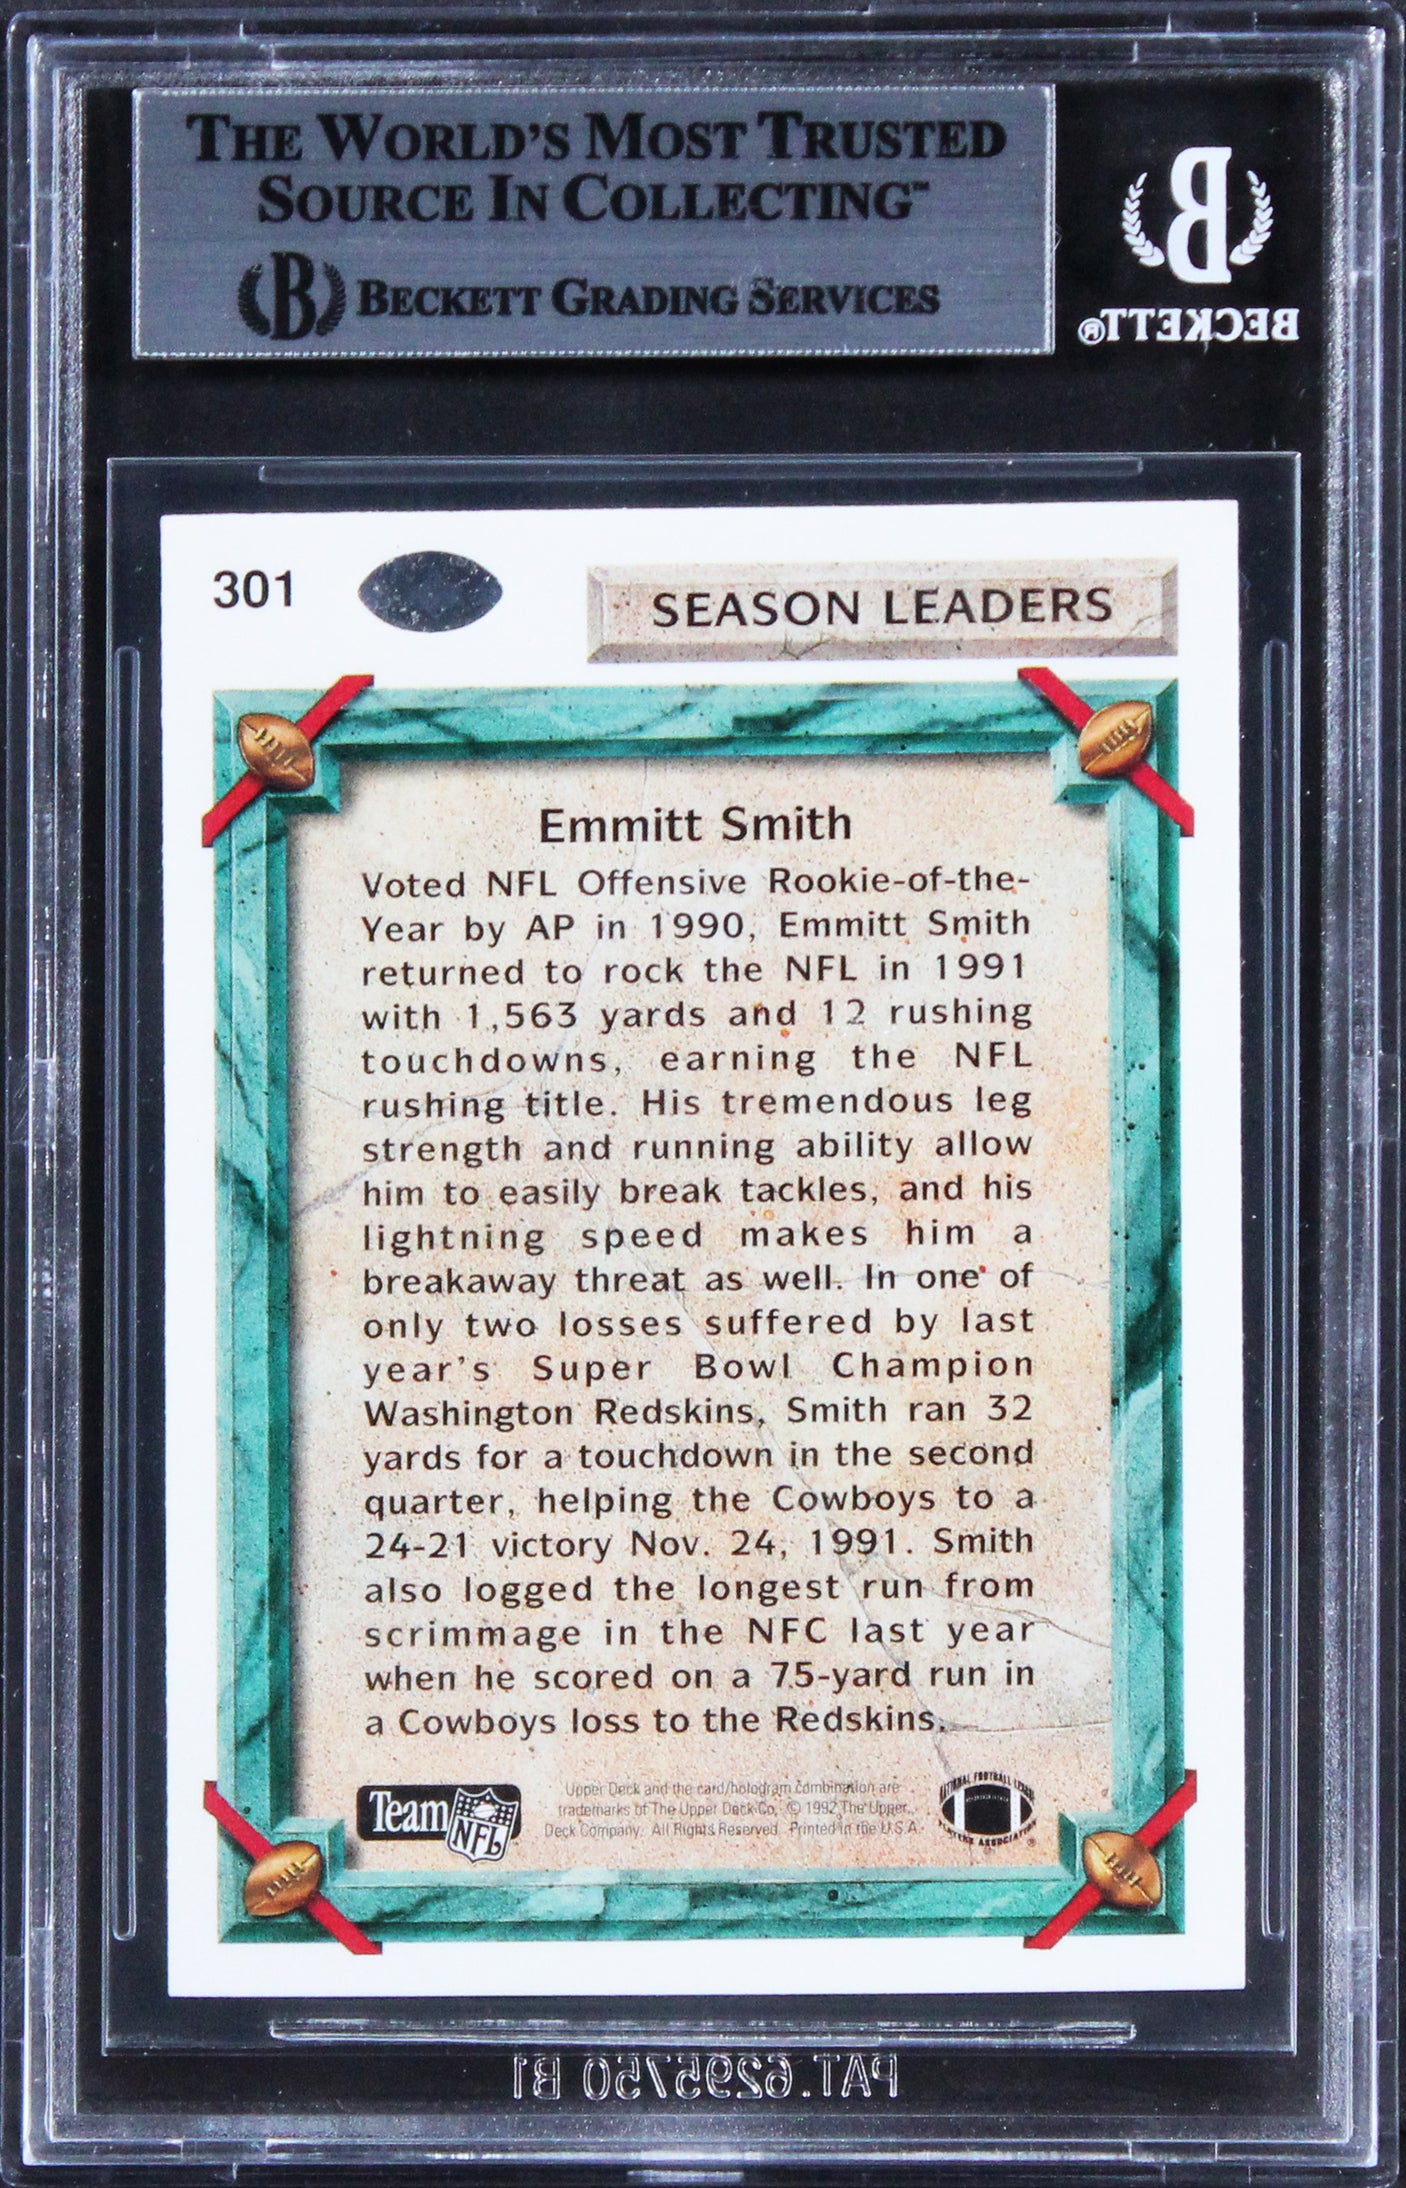 THE WORLD'S MOST TRUSTED
SOURCE IN COLLECTING™
B BECKETT GRADING SERVICES
B
BECKETT®
301
SEASON LEADERS
Emmitt Smith
Voted NFL Offensive Rookie-of-the-
Year by AP in 1990, Emmitt Smith
returned to rock the NFL in 1991
with 1,563 yards and 12 rushing
touchdowns, earning the NFL
rushing title. His tremendous leg
strength and running ability allow
him to easily break tackles, and his
lightning speed makes him a
breakaway threat as well. In one of
only two losses suffered by last
year's Super Bowl Champion
Washington Redskins, Smith ran 32
yards for a touchdown in the second
quarter, helping the Cowboys to a
24-21 victory Nov. 24, 1991. Smith
also logged the longest run from
scrimmage in the NFC last year
when he scored on a 75-yard run in
a Cowboys loss to the Redskins.
Team NFL
Upper Deck and the card/hologram combination are
trademarks of The Upper Deck Co. © 1992 The Upper
Deck Company. All Rights Reserved. Printed in the U.S.A.
NATIONAL FOOTBALL LEAGUE
PLAYERS ASSOCIATION ®
PAT.6295750 B1